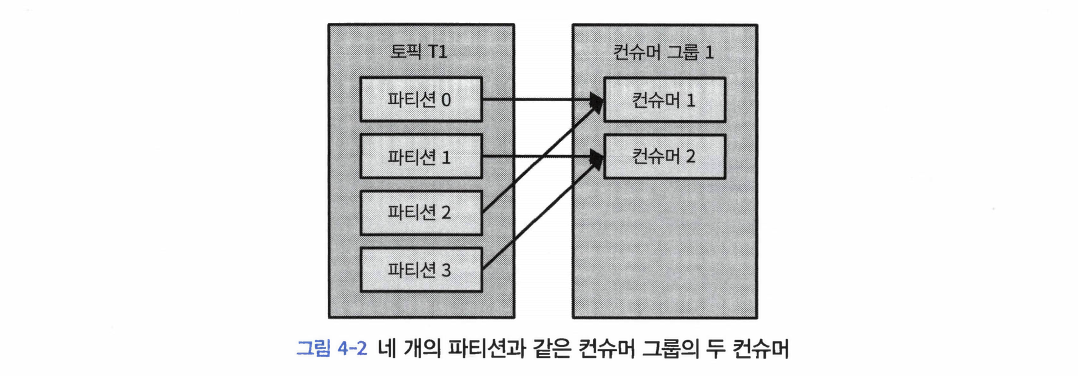 토픽 T1
파티션 0
파티션 1
파티션 2
파티션 3
컨슈머 그룹 1
컨슈머 1
컨슈머 2
그림 4-2 네 개의 파티션과 같은 컨슈머 그룹의 두 컨슈머